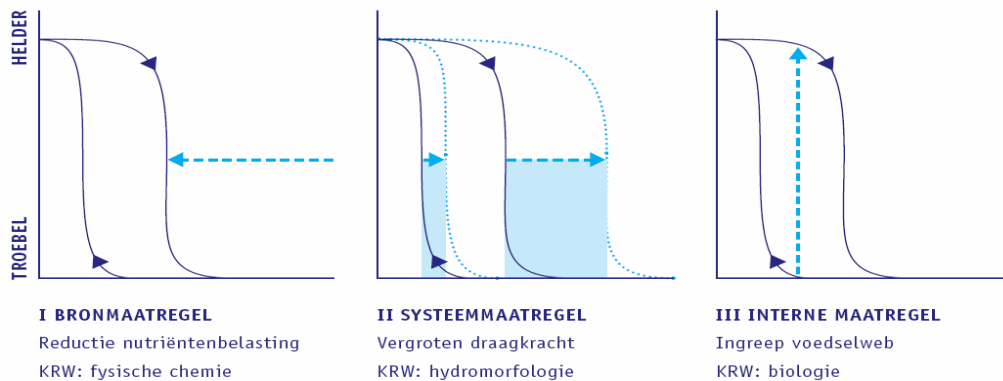 HELDER
TROEBEL
I BRONMAATREGEL
Reductie nutriëntenbelasting
KRW: fysische chemie
II SYSTEEMMAATREGEL
Vergroten draagkracht
KRW: hydromorfologie
III INTERNE MAATREGEL
Ingreep voedselweb
KRW: biologie